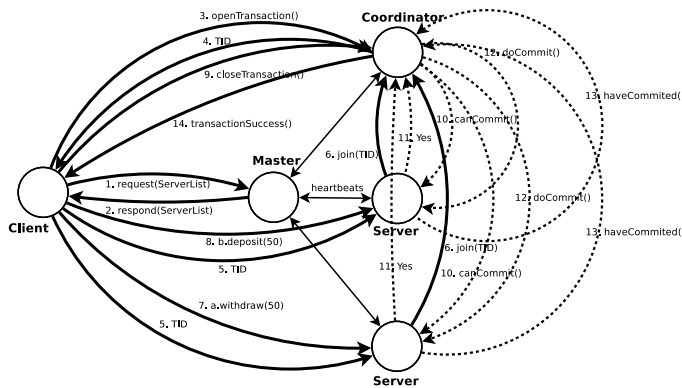 3. openTransaction()
Coordinator
4. TID
12. doCommit()
9. closeTransaction()
13. haveCommited()
10. canCommit()
14. transactionSuccess()
11. Yes
6. join(TID)
Master
1. request(ServerList)
heartbeats
2. respond(ServerList)
12. doCommit()
Client
Server
13. haveCommited(
8. b.deposit(50)
6. join(TID)
5. TID
11. Yes
10. canCommit()
7. a.withdraw(50)
5. TID
Server